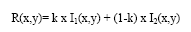 R(x,y)= k x I₁(x,y) + (1-k) x I₂(x,y)